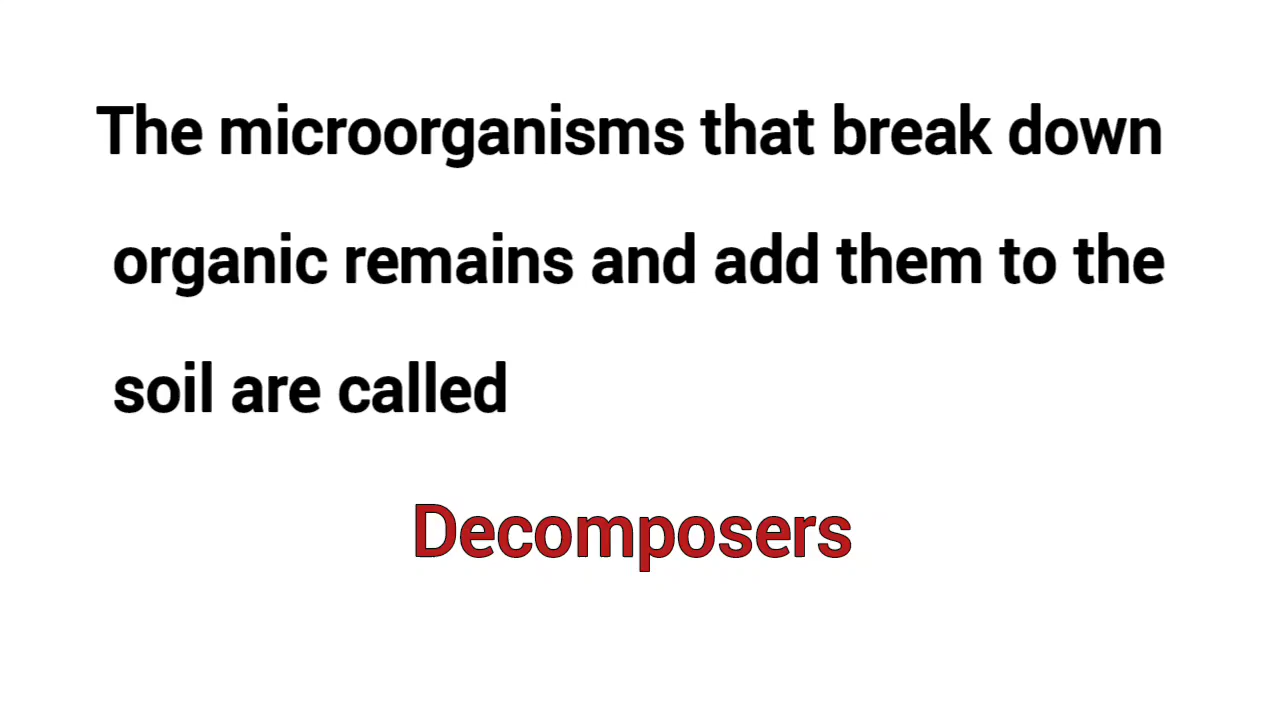 The microorganisms that break down
organic remains and add them to the
soil are called
Decomposers